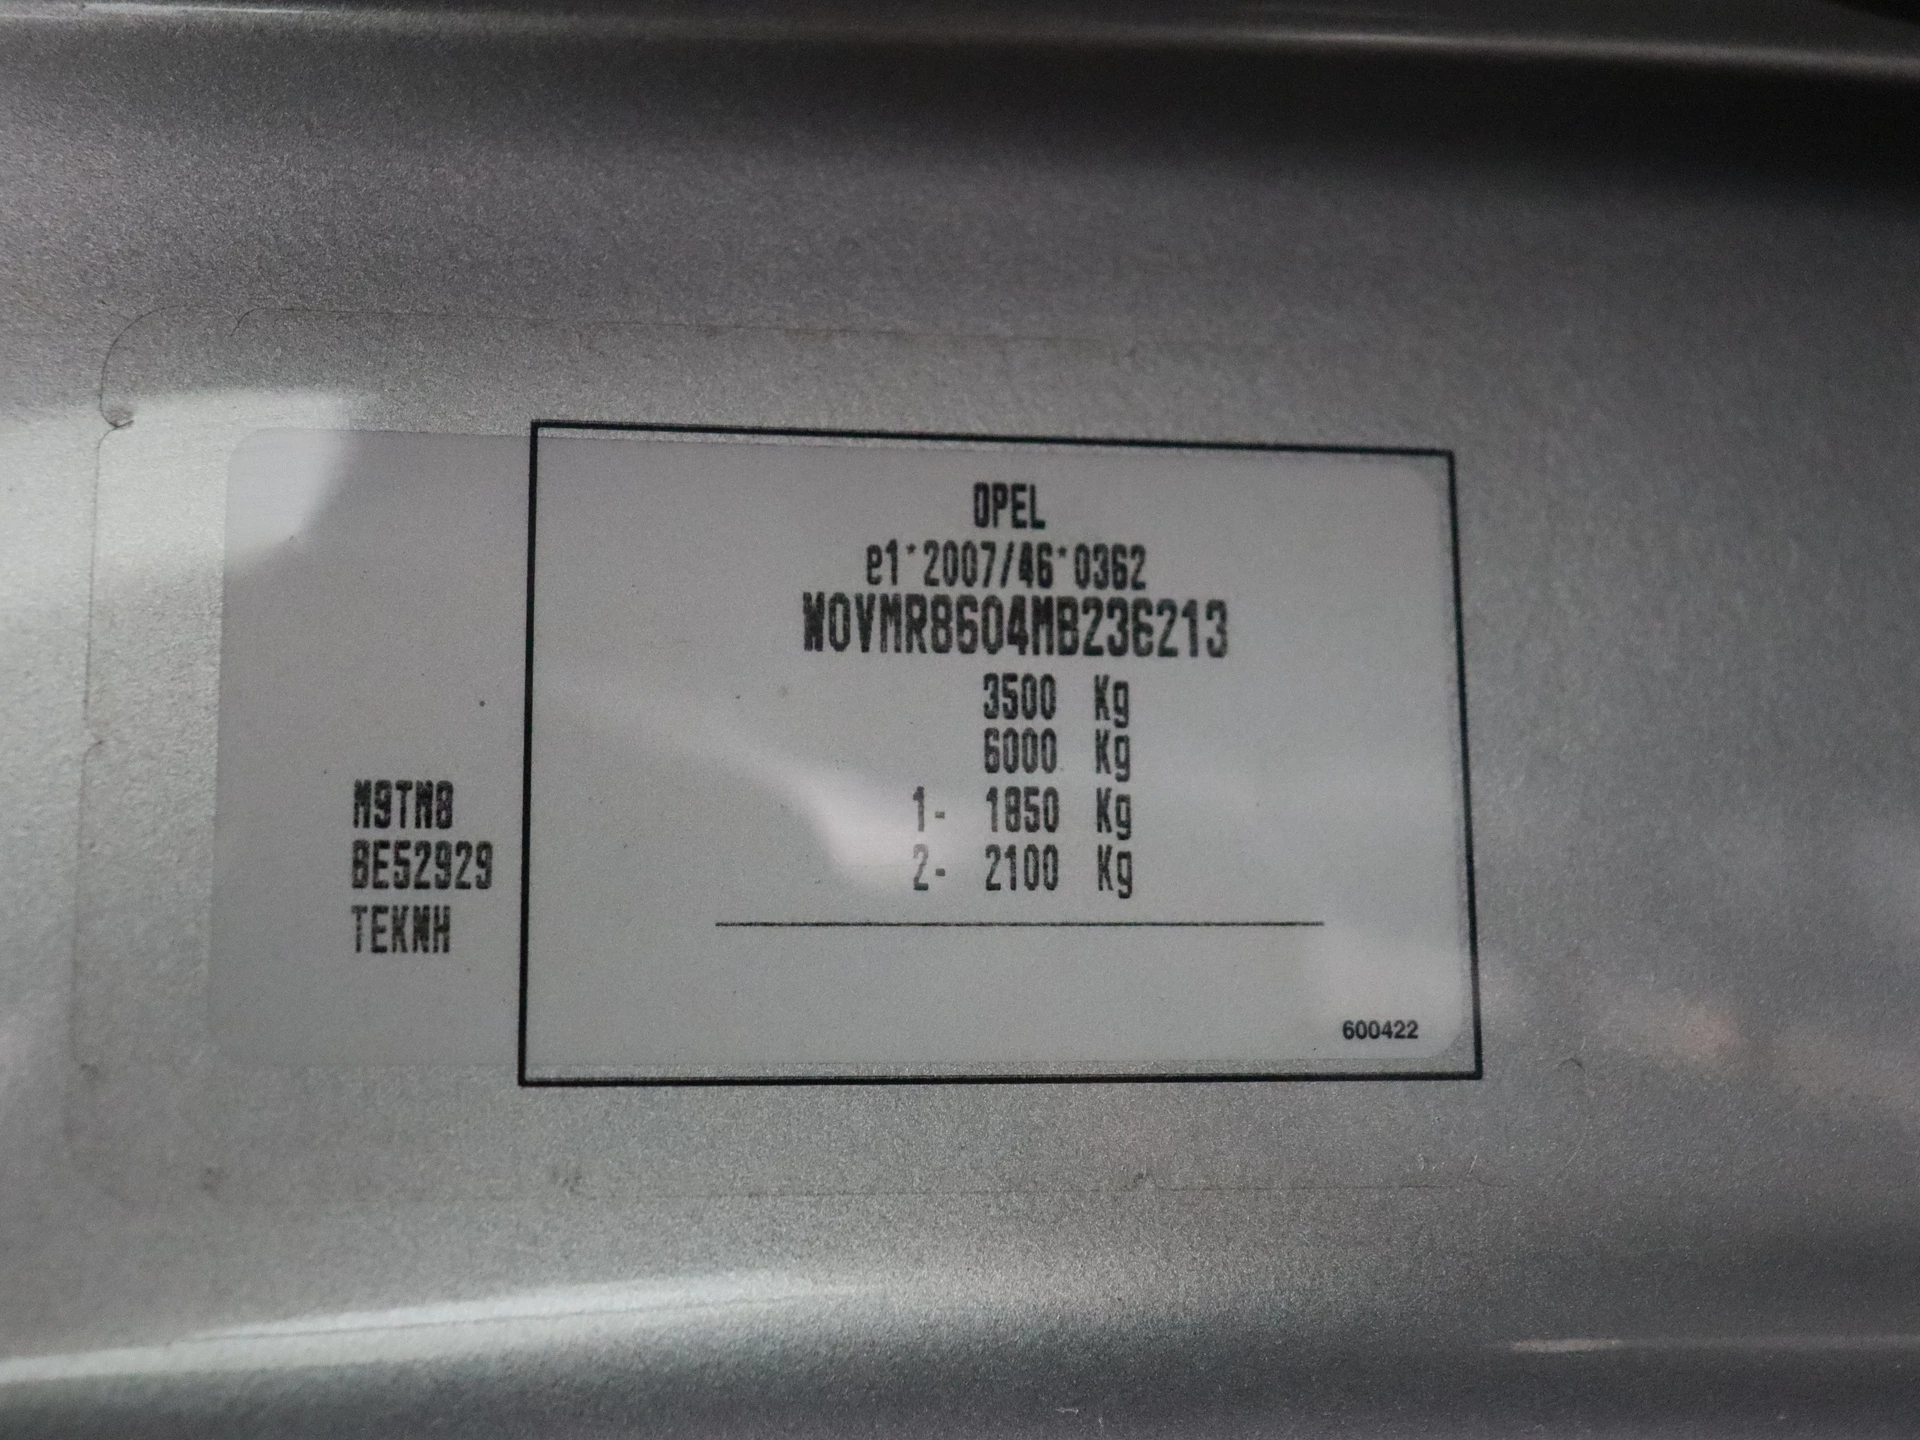 OPEL
e1*2007/46*0362
W0VMR8604MB236213
3500 Kg
6000 Kg
1- 1850 Kg
2- 2100 Kg
M9TN8
BE52929
TEKNH
600422